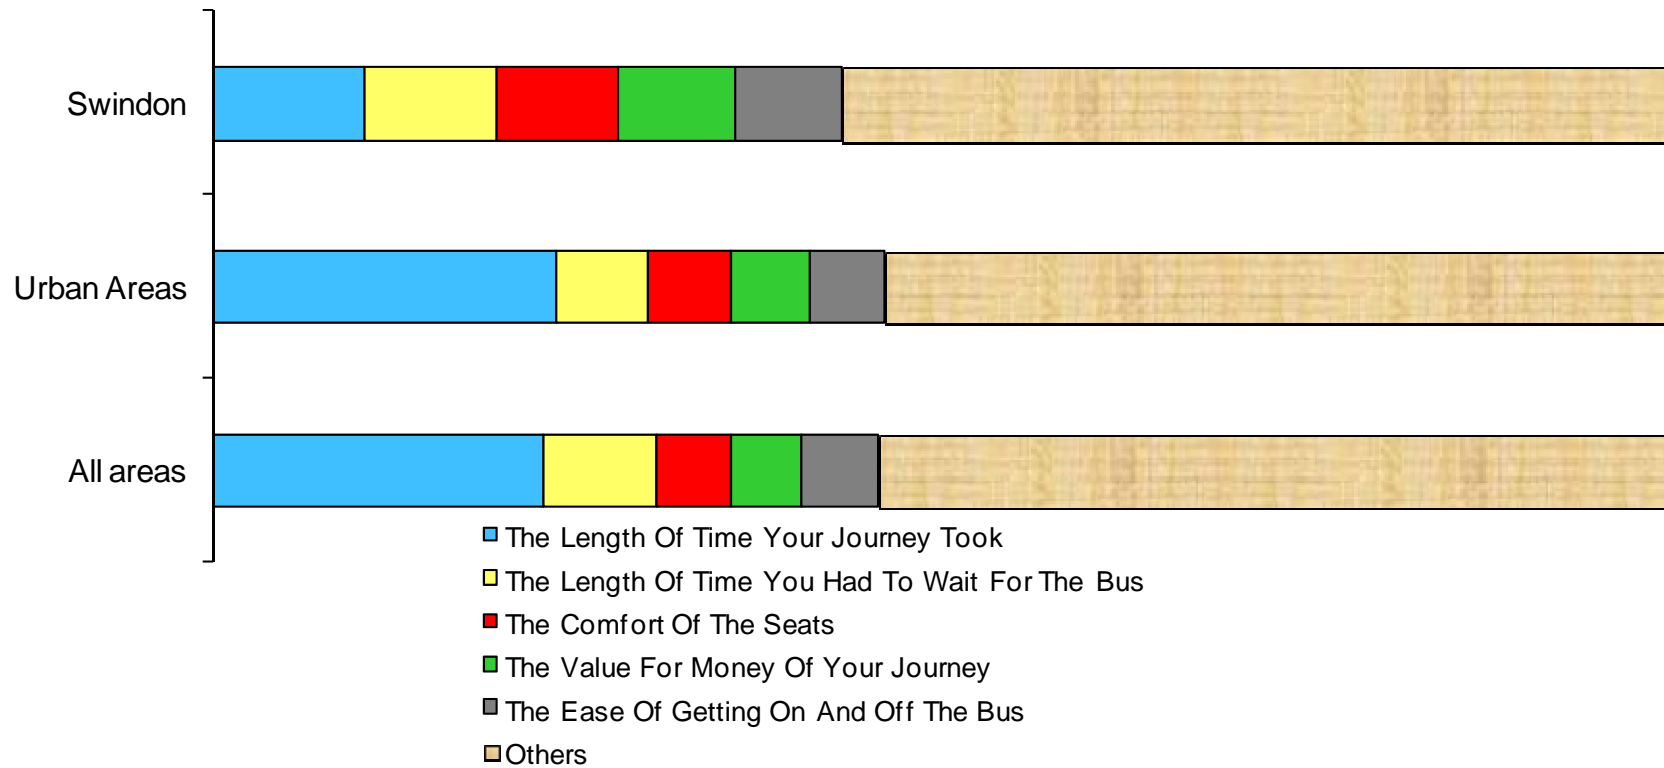 Swindon
Urban Areas
All areas
The Length Of Time Your Journey Took
The Length Of Time You Had To Wait For The Bus
The Comfort Of The Seats
The Value For Money Of Your Journey
The Ease Of Getting On And Off The Bus
Others